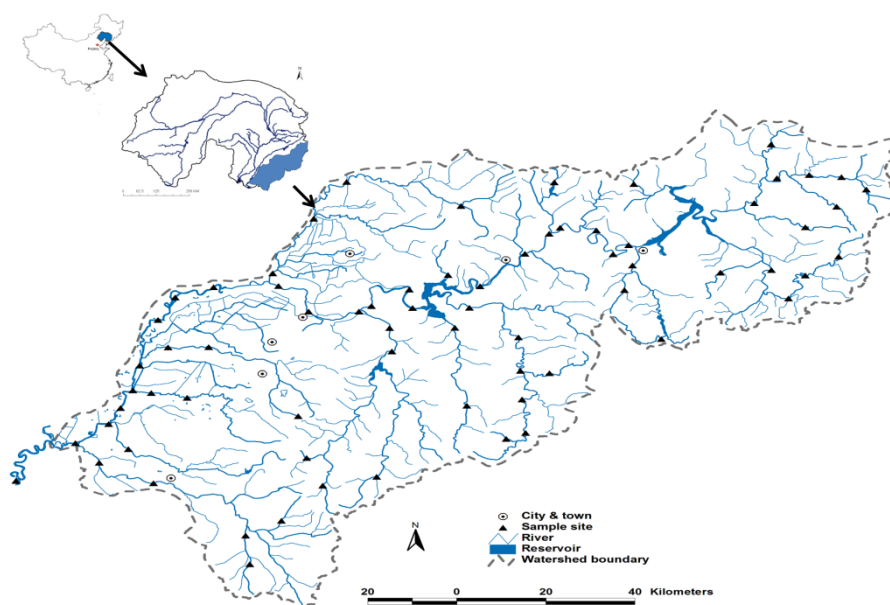 N
City & town
Sample site
River
Reservoir
Watershed boundary
N
20 0 20 40 Kilometers